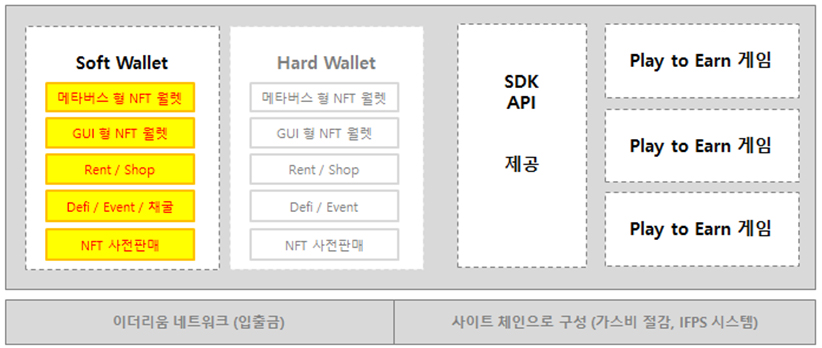 Soft Wallet
메타버스 형 NFT 월렛
GUI 형 NFT 월렛
Rent / Shop
Defi / Event / 채굴
NFT 사전판매
Hard Wallet
메타버스 형 NFT 월렛
GUI 형 NFT 월렛
Rent / Shop
Defi / Event
NFT 사전판매
SDK
API
제공
Play to Earn 게임
Play to Earn 게임
Play to Earn 게임
이더리움 네트워크 (입출금)
사이트 체인으로 구성 (가스비 절감, IFPS 시스템)